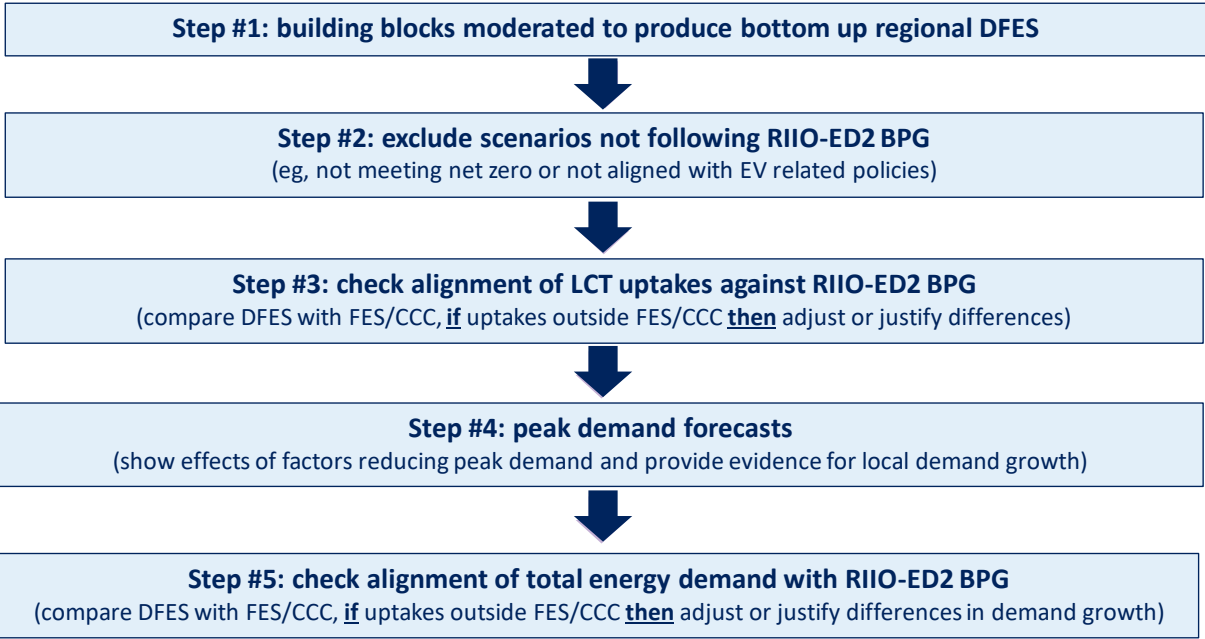 Step #1: building blocks moderated to produce bottom up regional DFES
Step #2: exclude scenarios not following RIIO-ED2 BPG
(eg, not meeting net zero or not aligned with EV related policies)
Step #3: check alignment of LCT uptakes against RIIO-ED2 BPG
(compare DFES with FES/CCC, if uptakes outside FES/CCC then adjust or justify differences)
Step #4: peak demand forecasts
(show effects of factors reducing peak demand and provide evidence for local demand growth)
Step #5: check alignment of total energy demand with RIIO-ED2 BPG
(compare DFES with FES/CCC, if uptakes outside FES/CCC then adjust or justify differences in demand growth)